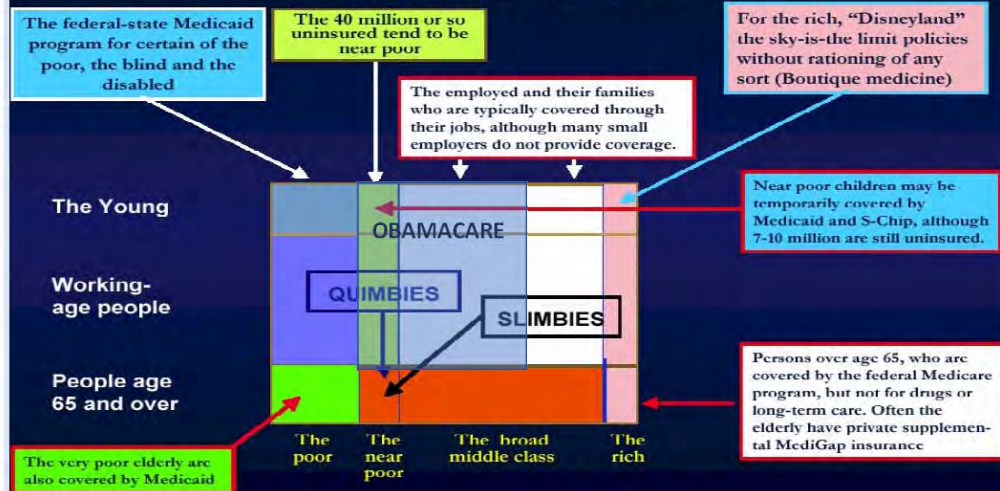 The federal-state Medicaid
program for certain of the
poor, the blind and the
disabled
The 40 million or so
uninsured tend to be
near poor
For the rich, “Disneyland”
the sky-is-the limit policies
without rationing of any
sort (Boutique medicine)
The employed and their families
who are typically covered through
their jobs, although many small
employers do not provide coverage.
The Young
OBAMACARE
Near poor children may be
temporarily covered by
Medicaid and S-Chip, although
7-10 million are still uninsured.
Working-
age people
QUIMBIES
SLIMBIES
People age
65 and over
Persons over age 65, who are
covered by the federal Medicare
program, but not for drugs or
long-term care. Often the
elderly have private supplemen-
tal MediGap insurance
The
poor
The
near
poor
The broad
middle class
The
rich
The very poor elderly are
also covered by Medicaid